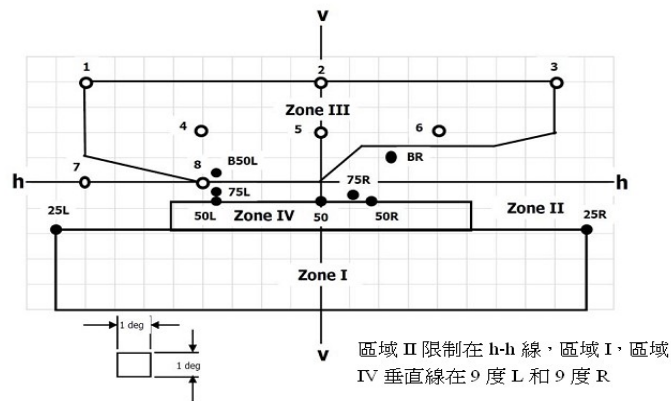 v
1
2
3
Zone III
4
5
6
B50L
BR
7
8
h
h
75L
75R
25L
50L
Zone IV
50
50R
Zone II
25R
Zone I
1 deg
1 deg
v
區域 II 限制在 h-h 線，區域 I，區域
IV 垂直線在 9 度 L 和 9 度 R